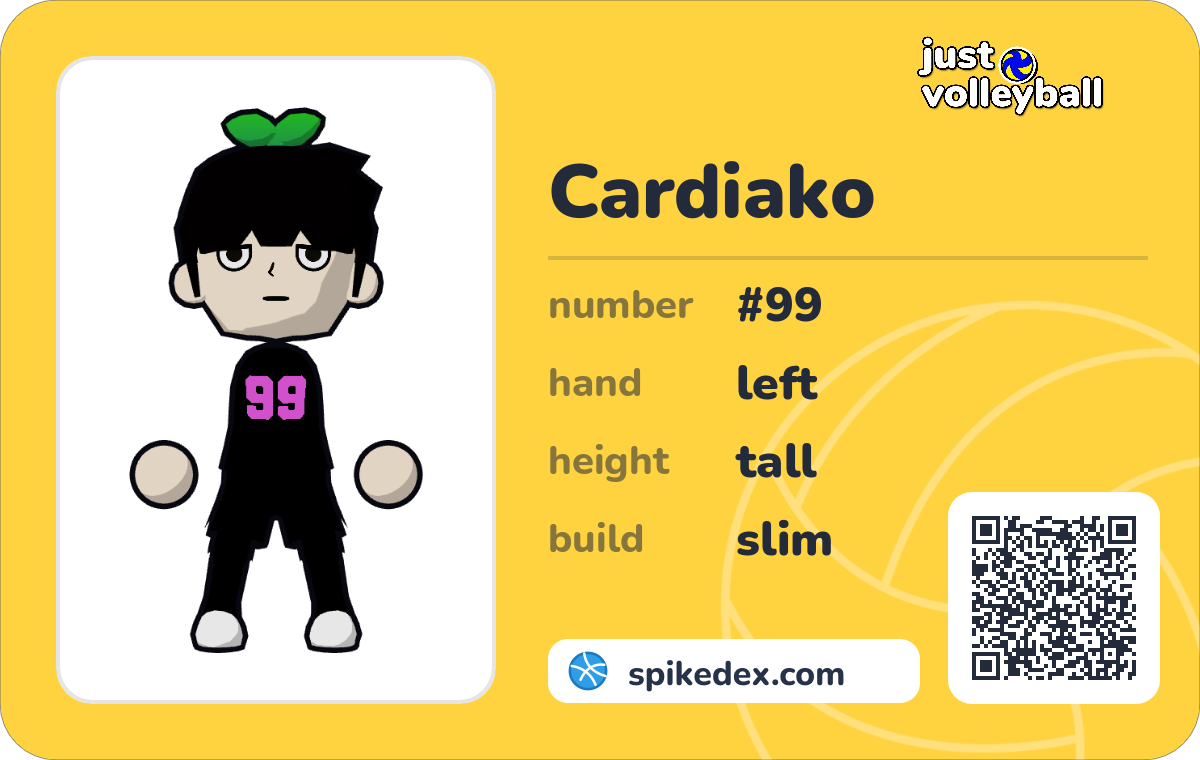 just
volleyball
Cardiako
number #99
hand left
height tall
build slim
99
spikedex.com